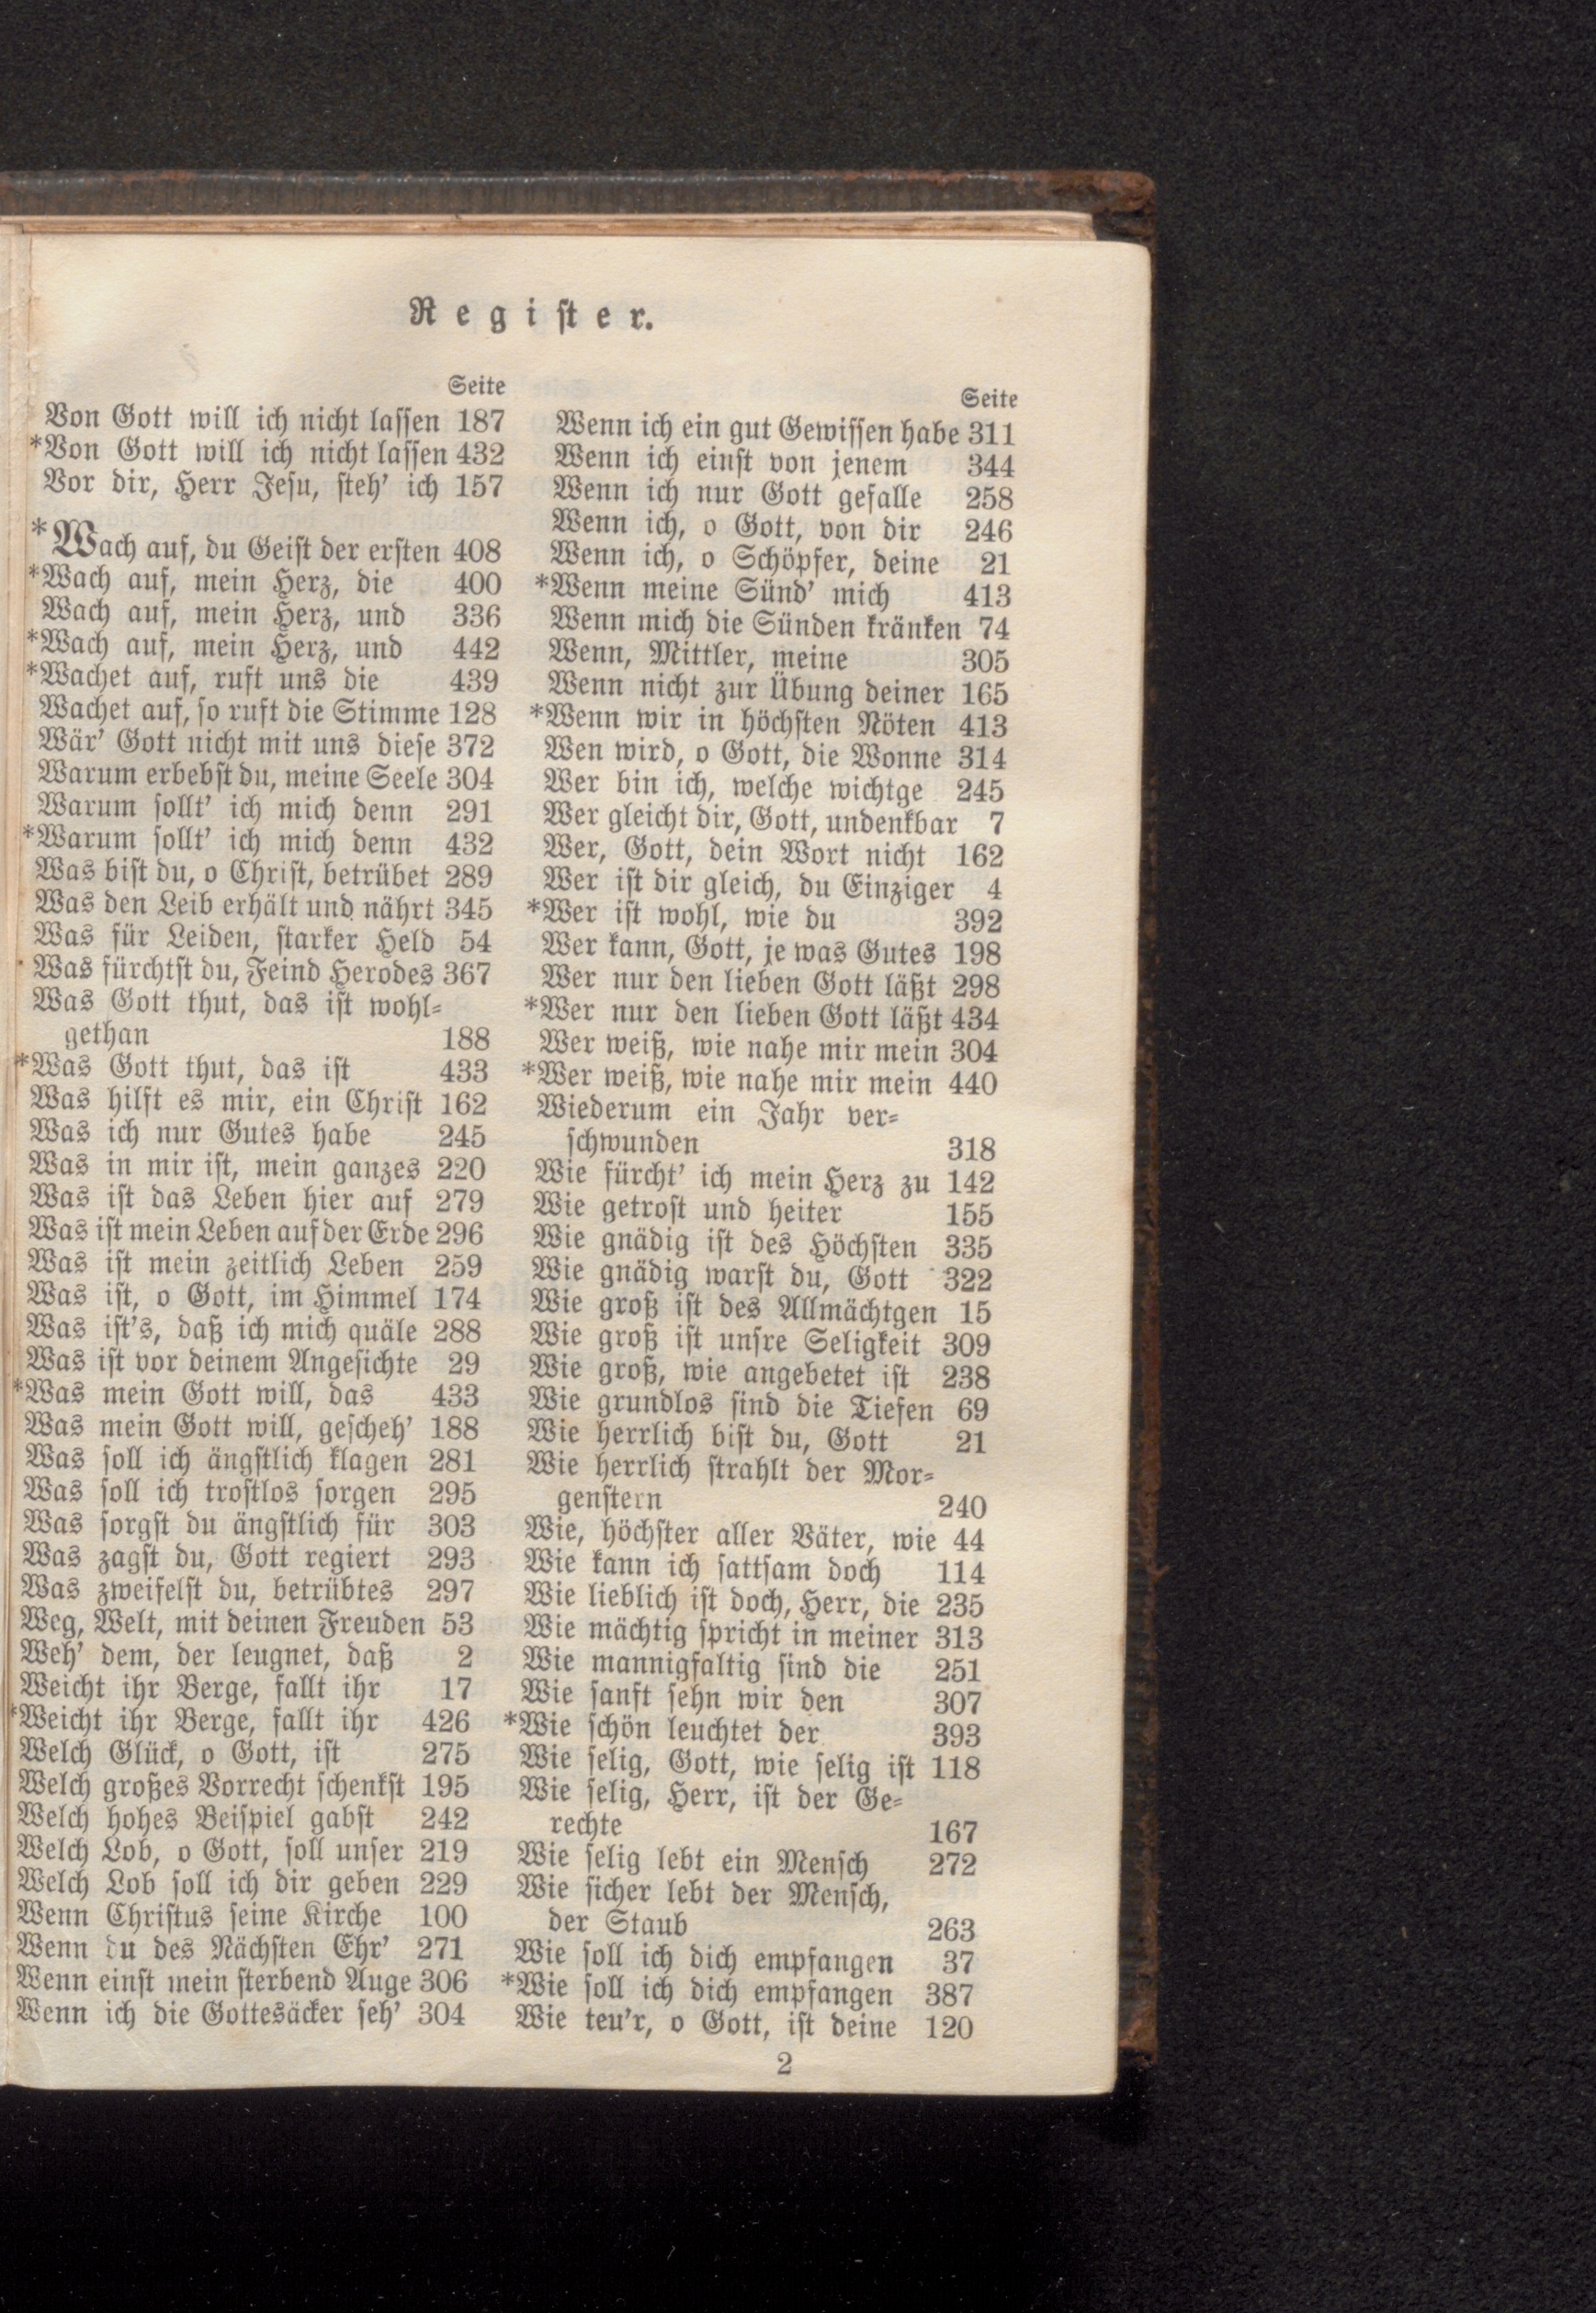 Register.
Seite
Von Gott will ich nicht lassen 187
*Von Gott will ich nicht lassen 432
Vor dir, Herr Jesu, steh' ich 157
*Wach auf, du Geist der ersten 408
*Wach auf, mein Herz, die 400
Wach auf, mein Herz, und 336
*Wach auf, mein Herz, und 442
*Wachet auf, ruft uns die 439
Wachet auf, so ruft die Stimme 128
Wär' Gott nicht mit uns diese 372
Warum erbebst du, meine Seele 304
Warum sollt' ich mich denn 291
*Warum sollt' ich mich denn 432
Was bist du, o Christ, betrübet 289
Was den Leib erhält und nährt 345
Was für Leiden, starker Held 54
Was fürchtst du, Feind Herodes 367
Was Gott thut, das ist wohl=
gethan 188
*Was Gott thut, das ist 433
Was hilft es mir, ein Christ 162
Was ich nur Gutes habe 245
Was in mir ist, mein ganzes 220
Was ist das Leben hier auf 279
Was ist mein Leben auf der Erde 296
Was ist mein zeitlich Leben 259
Was ist, o Gott, im Himmel 174
Was ist's, daß ich mich quäle 288
Was ist vor deinem Angesichte 29
*Was mein Gott will, das 433
Was mein Gott will, gescheh' 188
Was soll ich ängstlich klagen 281
Was soll ich trostlos sorgen 295
Was sorgst du ängstlich für 303
Was zagst du, Gott regiert 293
Was zweifelst du, betrübtes 297
Weg, Welt, mit deinen Freuden 53
Weh' dem, der leugnet, daß 2
Weicht ihr Berge, fallt ihr 17
*Weicht ihr Berge, fallt ihr 426
Welch Glück, o Gott, ist 275
Welch großes Vorrecht schenkst 195
Welch hohes Beispiel gabst 242
Welch Lob, o Gott, soll unser 219
Welch Lob soll ich dir geben 229
Wenn Christus seine Kirche 100
Wenn du des Nächsten Ehr' 271
Wenn einst mein sterbend Auge 306
Wenn ich die Gottesäcker seh' 304
Seite
Wenn ich ein gut Gewissen habe 311
Wenn ich einst von jenem 344
Wenn ich nur Gott gefalle 258
Wenn ich, o Gott, von dir 246
Wenn ich, o Schöpfer, deine 21
*Wenn meine Sünd' mich 413
Wenn mich die Sünden kränken 74
Wenn, Mittler, meine 305
Wenn nicht zur Übung deiner 165
*Wenn wir in höchsten Nöten 413
Wen wird, o Gott, die Wonne 314
Wer bin ich, welche wichtge 245
Wer gleicht dir, Gott, undenkbar 7
Wer, Gott, dein Wort nicht 162
Wer ist dir gleich, du Einziger 4
*Wer ist wohl, wie du 392
Wer kann, Gott, je was Gutes 198
Wer nur den lieben Gott läßt 298
*Wer nur den lieben Gott läßt 434
Wer weiß, wie nahe mir mein 304
*Wer weiß, wie nahe mir mein 440
Wiederum ein Jahr ver=
schwunden 318
Wie fürcht' ich mein Herz zu 142
Wie getrost und heiter 155
Wie gnädig ist des Höchsten 335
Wie gnädig warst du, Gott 322
Wie groß ist des Allmächtgen 15
Wie groß ist unsre Seligkeit 309
Wie groß, wie angebetet ist 238
Wie grundlos sind die Tiefen 69
Wie herrlich bist du, Gott 21
Wie herrlich strahlt der Mor=
genstern 240
Wie, höchster aller Väter, wie 44
Wie kann ich sattsam doch 114
Wie lieblich ist doch, Herr, die 235
Wie mächtig spricht in meiner 313
Wie mannigfaltig sind die 251
Wie sanft sehn wir den 307
*Wie schön leuchtet der 393
Wie selig, Gott, wie selig ist 118
Wie selig, Herr, ist der Ge=
rechte 167
Wie selig lebt ein Mensch 272
Wie sicher lebt der Mensch,
der Staub 263
Wie soll ich dich empfangen 37
*Wie soll ich dich empfangen 387
Wie teu'r, o Gott, ist deine 120
2